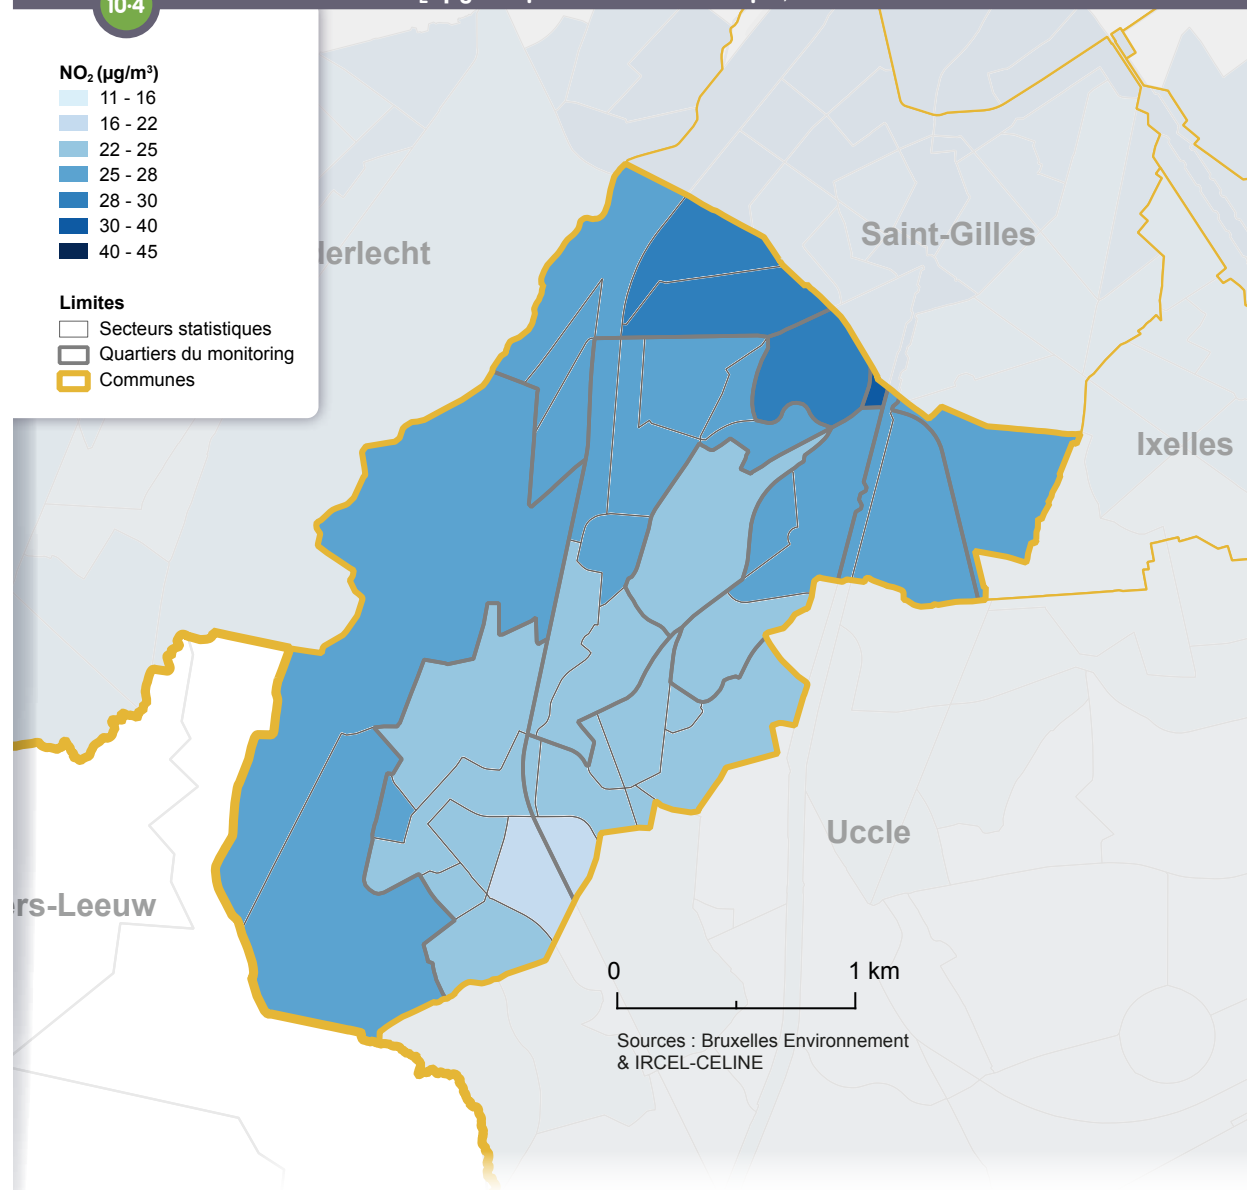 10·4
NO₂ (µg/m³)
11 - 16
16 - 22
22 - 25
25 - 28
28 - 30
30 - 40
40 - 45
Limites
Secteurs statistiques
Quartiers du monitoring
Communes
Saint-Gilles
derlecht
Ixelles
Uccle
rs-Leeuw
0 1 km
Sources : Bruxelles Environnement
& IRCEL-CELINE